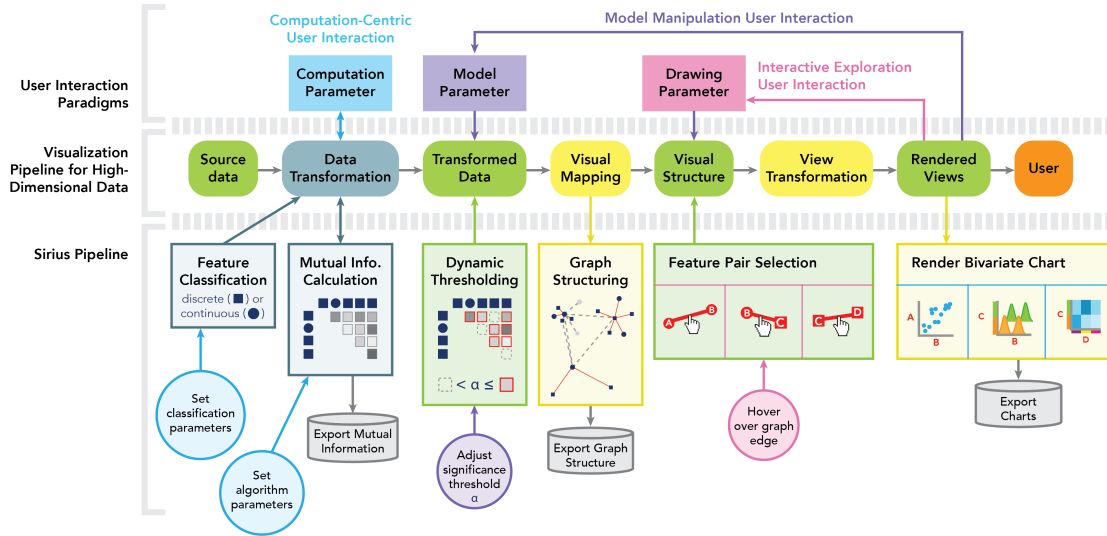 Computation-Centric
User Interaction
Model Manipulation User Interaction
User Interaction
Paradigms
Computation
Parameter
Model
Parameter
Drawing
Parameter
Interactive Exploration
User Interaction
Visualization
Pipeline for High-
Dimensional Data
Source
data
Data
Transformation
Transformed
Data
Visual
Mapping
Visual
Structure
View
Transformation
Rendered
Views
User
Sirius Pipeline
Feature
Classification
discrete ( ) or
continuous ( )
Mutual Info.
Calculation
Dynamic
Thresholding
< α ≤
Graph
Structuring
Feature Pair Selection
A
B
B
C
C
D
Render Bivariate Chart
A
B
C
B
C
D
Set
classification
parameters
Set
algorithm
parameters
Export Mutual
Information
Adjust
significance
threshold
α
Export Graph
Structure
Hover
over graph
edge
Export
Charts